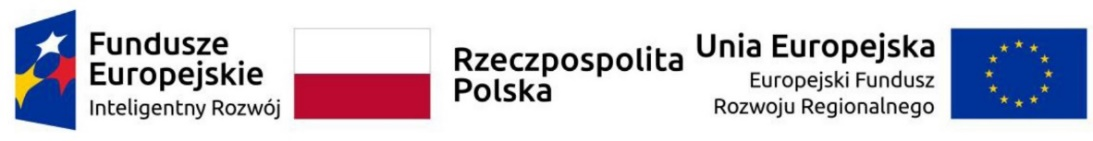 Fundusze
Europejskie
Inteligentny Rozwój
Rzeczpospolita
Polska
Unia Europejska
Europejski Fundusz
Rozwoju Regionalnego